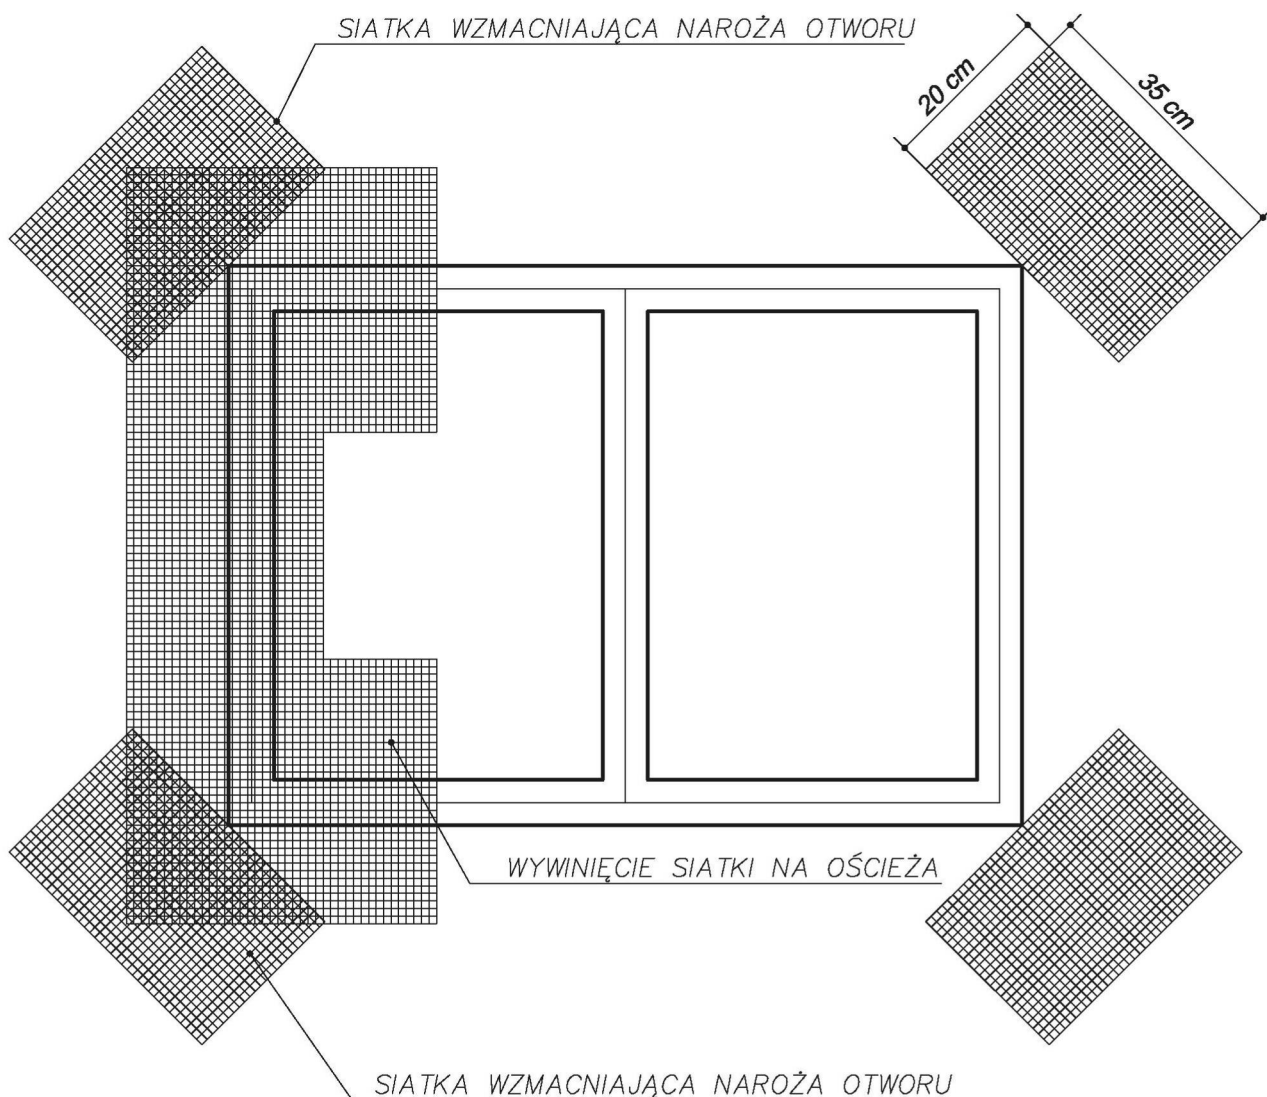 SIATKA WZMACNIAJĄCA NAROŻA OTWORU
20 cm
35 cm
WYWINIĘCIE SIATKI NA OŚCIEŻA
SIATKA WZMACNIAJĄCA NAROŻA OTWORU